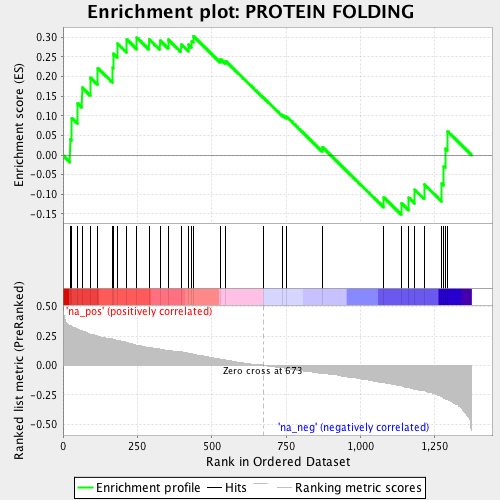 Enrichment plot: PROTEIN FOLDING
Enrichment score (ES)
0.30
0.25
0.20
0.15
0.10
0.05
0.00
-0.05
-0.10
-0.15
'na_pos' (positively correlated)
Ranked list metric (PreRanked)
0.50
0.25
0.00
-0.25
-0.50
Zero cross at 673
'na_neg' (negatively correlated)
0 250 500 750 1,000 1,250
Rank in Ordered Dataset
Enrichment profile Hits Ranking metric scores